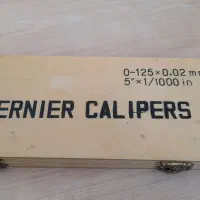 0-125×0.02 m
5"×1/1000 in
ERNIER CALIPERS